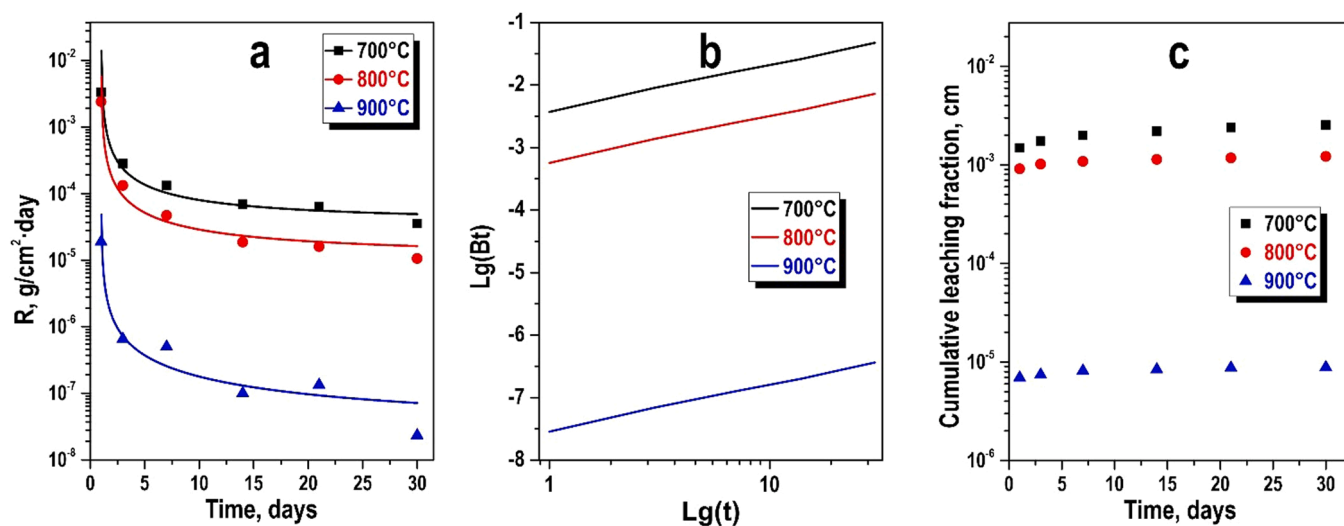 a
700°C
800°C
900°C
10⁻²
10⁻³
10⁻⁴
10⁻⁵
10⁻⁶
10⁻⁷
10⁻⁸
R, g/cm²·day
0 5 10 15 20 25 30
Time, days
b
-1
-2
-3
-4
-5
-6
-7
-8
Lg(Bt)
700°C
800°C
900°C
1 10
Lg(t)
c
10⁻²
10⁻³
10⁻⁴
10⁻⁵
10⁻⁶
Cumulative leaching fraction, cm
700°C
800°C
900°C
0 5 10 15 20 25 30
Time, days